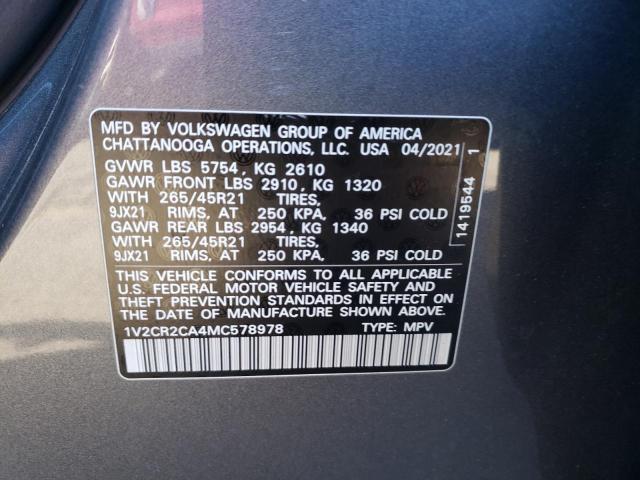 MFD BY VOLKSWAGEN GROUP OF AMERICA
CHATTANOOGA OPERATIONS, LLC. USA 04/2021
GVWR LBS 5754 , KG 2610
GAWR FRONT LBS 2910 , KG 1320
WITH 265/45R21 TIRES,
9JX21 RIMS, AT 250 KPA, 36 PSI COLD
GAWR REAR LBS 2954 , KG 1340
WITH 265/45R21 TIRES,
9JX21 RIMS, AT 250 KPA, 36 PSI COLD
THIS VEHICLE CONFORMS TO ALL APPLICABLE
U.S. FEDERAL MOTOR VEHICLE SAFETY AND
THEFT PREVENTION STANDARDS IN EFFECT ON
THE DATE OF MANUFACTURE SHOWN ABOVE.
1V2CR2CA4MC578978 TYPE: MPV
1419544 1